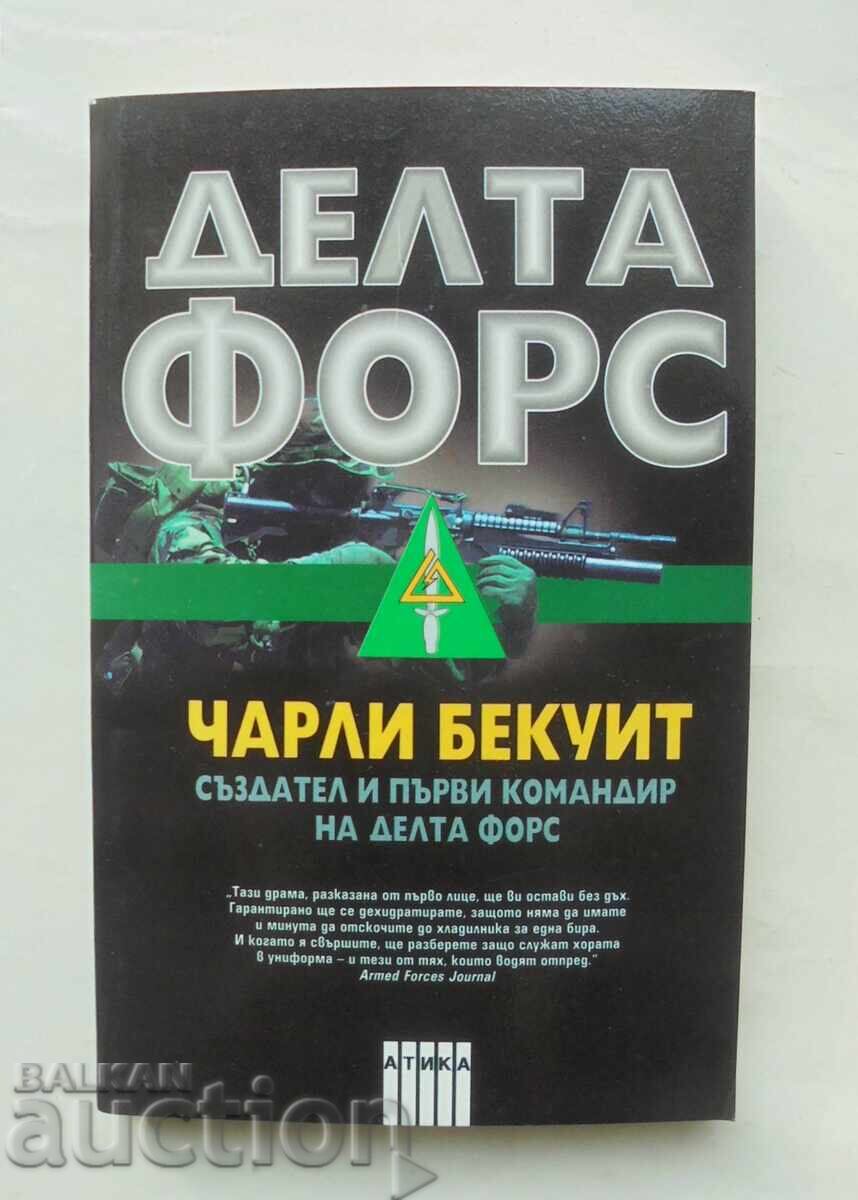 ДЕЛТА
ФОРС
ЧАРЛИ БЕКУИТ
СЪЗДАТЕЛ И ПЪРВИ КОМАНДИР
НА ДЕЛТА ФОРС
„Тази драма, разказана от първо лице, ще ви остави без дъх.
Гарантирано ще се дехидратирате, защото няма да имате
и минута да отскочите до хладилника за една бира.
И когато я свършите, ще разберете защо служат хората
в униформа – и тези от тях, които водят отпред.“
Armed Forces Journal
АТИКА
BALKAN
auction